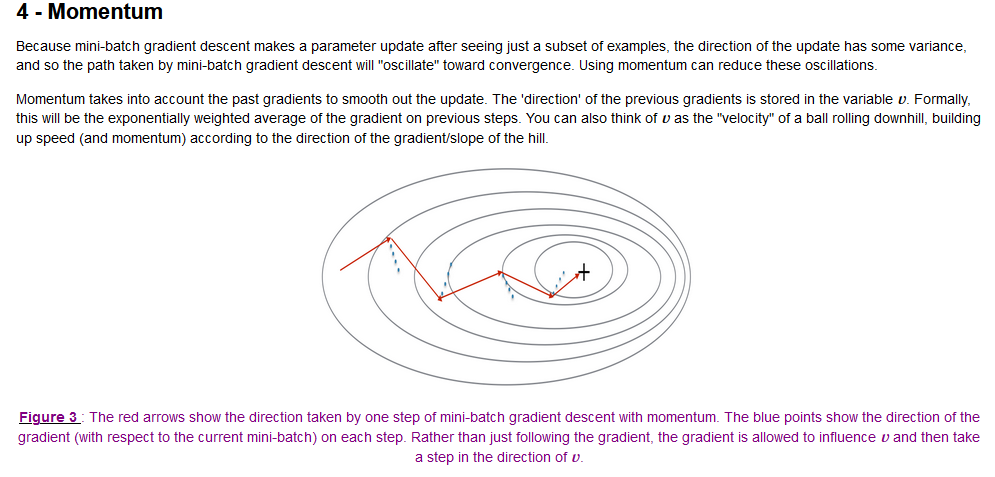 4 - Momentum
Because mini-batch gradient descent makes a parameter update after seeing just a subset of examples, the direction of the update has some variance,
and so the path taken by mini-batch gradient descent will "oscillate" toward convergence. Using momentum can reduce these oscillations.
Momentum takes into account the past gradients to smooth out the update. The 'direction' of the previous gradients is stored in the variable v. Formally,
this will be the exponentially weighted average of the gradient on previous steps. You can also think of v as the "velocity" of a ball rolling downhill, building
up speed (and momentum) according to the direction of the gradient/slope of the hill.
Figure 3 : The red arrows show the direction taken by one step of mini-batch gradient descent with momentum. The blue points show the direction of the
gradient (with respect to the current mini-batch) on each step. Rather than just following the gradient, the gradient is allowed to influence v and then take
a step in the direction of v.